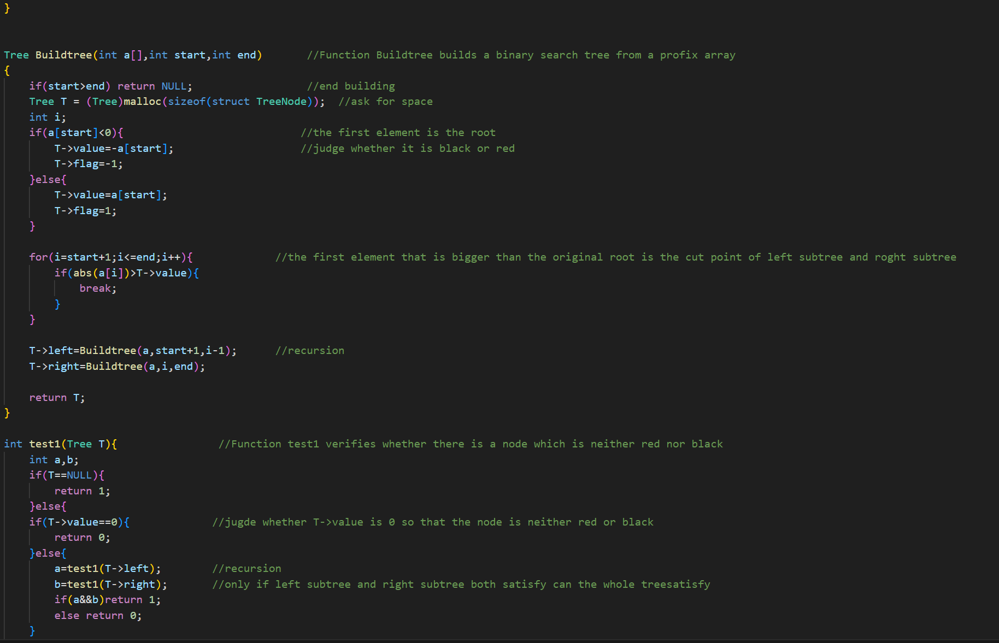 }
Tree Buildtree(int a[],int start,int end)       //Function Buildtree builds a binary search tree from a profix array
{
    if(start>end) return NULL;                  //end building
    Tree T = (Tree)malloc(sizeof(struct TreeNode));  //ask for space
    int i;
    if(a[start]<0){                            //the first element is the root
        T->value=-a[start];                    //judge whether it is black or red
        T->flag=-1;
    }else{
        T->value=a[start];
        T->flag=1;
    }
    for(i=start+1;i<=end;i++){             //the first element that is bigger than the original root is the cut point of left subtree and roght subtree
        if(abs(a[i])>T->value){
            break;
        }
    }
    T->left=Buildtree(a,start+1,i-1);      //recursion
    T->right=Buildtree(a,i,end);
    return T;
}
int test1(Tree T){                //Function test1 verifies whether there is a node which is neither red nor black
    int a,b;
    if(T==NULL){
        return 1;
    }else{
    if(T->value==0){             //jugde whether T->value is 0 so that the node is neither red or black
        return 0;
    }else{
        a=test1(T->left);        //recursion
        b=test1(T->right);       //only if left subtree and right subtree both satisfy can the whole treesatisfy
        if(a&&b)return 1;
        else return 0;
    }